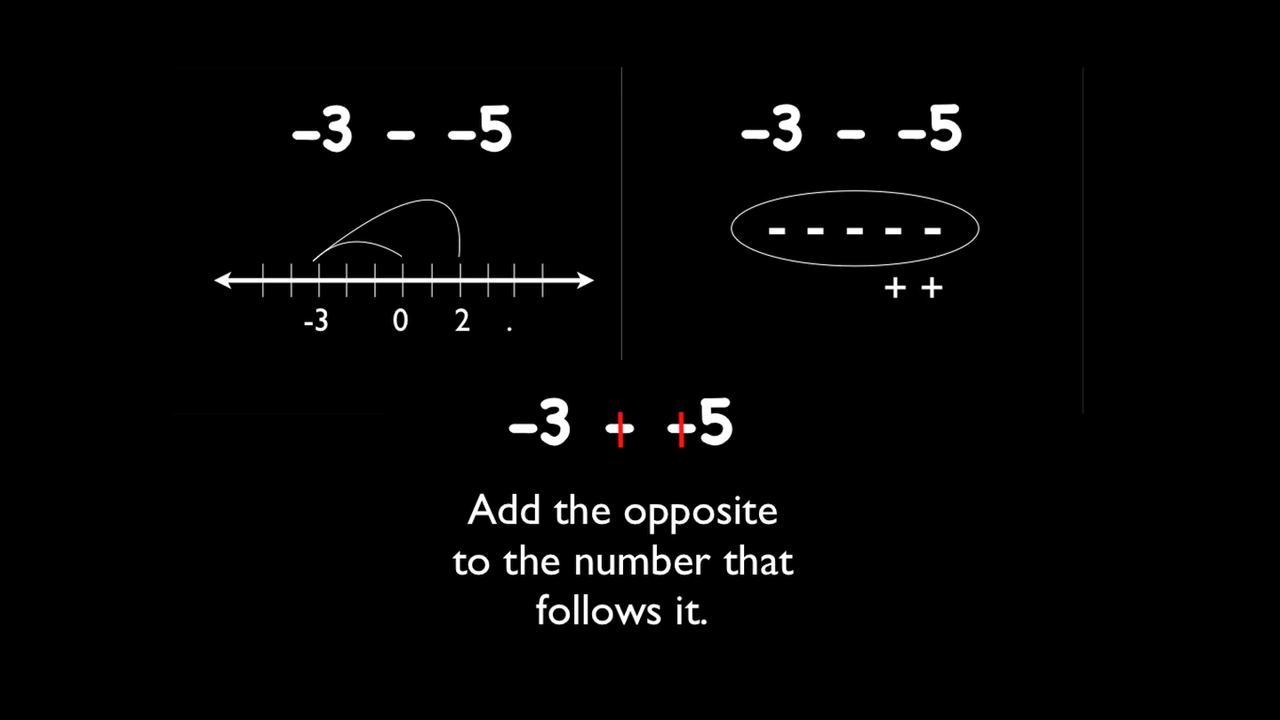 -3 - -5
-3 0 2 .
-3 - -5
- - - - -
+ +
-3 + +5
Add the opposite
to the number that
follows it.